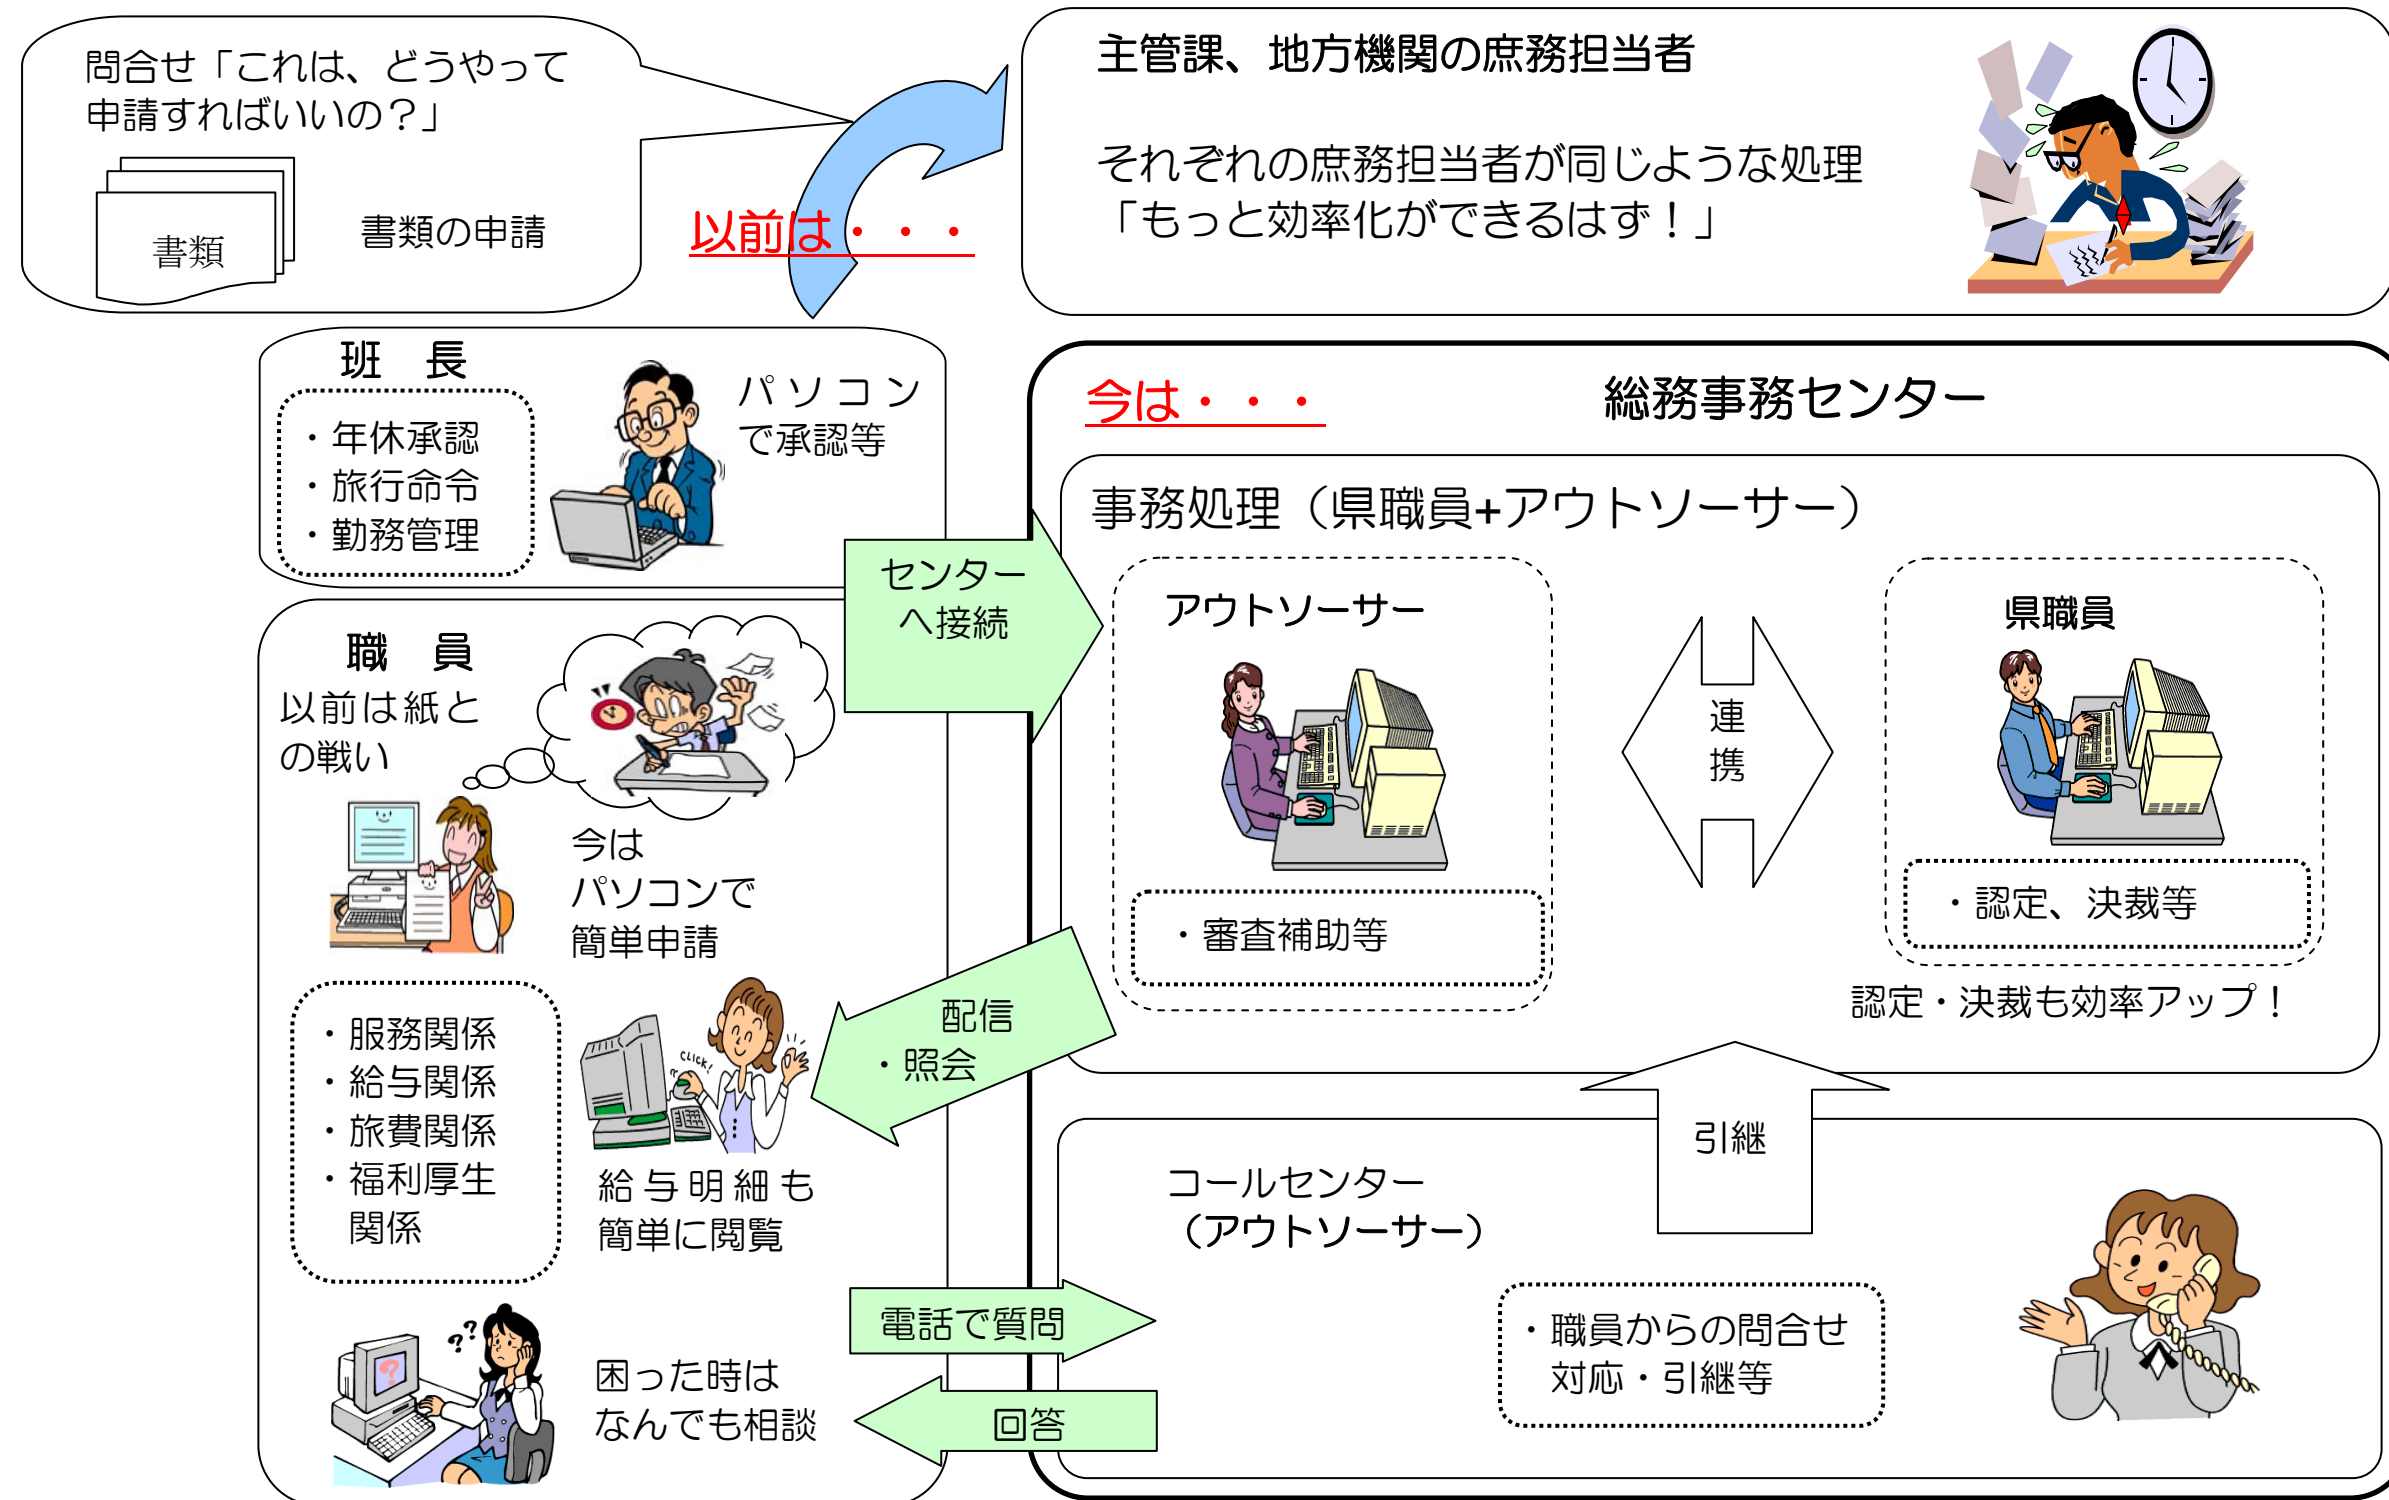 問合せ「これは、どうやって
申請すればいいの？」
書類
書類の申請
以前は・・・
主管課、地方機関の庶務担当者
それぞれの庶務担当者が同じような処理
「もっと効率化ができるはず！」
班　長
・年休承認
・旅行命令
・勤務管理
パソコン
で承認等
職　員
以前は紙と
の戦い
今は
パソコンで
簡単申請
・服務関係
・給与関係
・旅費関係
・福利厚生
関係
CLICK!
給与明細も
簡単に閲覧
??
?
困った時は
なんでも相談
センター
へ接続
配信
・照会
電話で質問
回答
今は・・・
総務事務センター
事務処理（県職員+アウトソーサー）
アウトソーサー
・審査補助等
連
携
県職員
・認定、決裁等
認定・決裁も効率アップ！
引継
コールセンター
（アウトソーサー）
・職員からの問合せ
対応・引継等